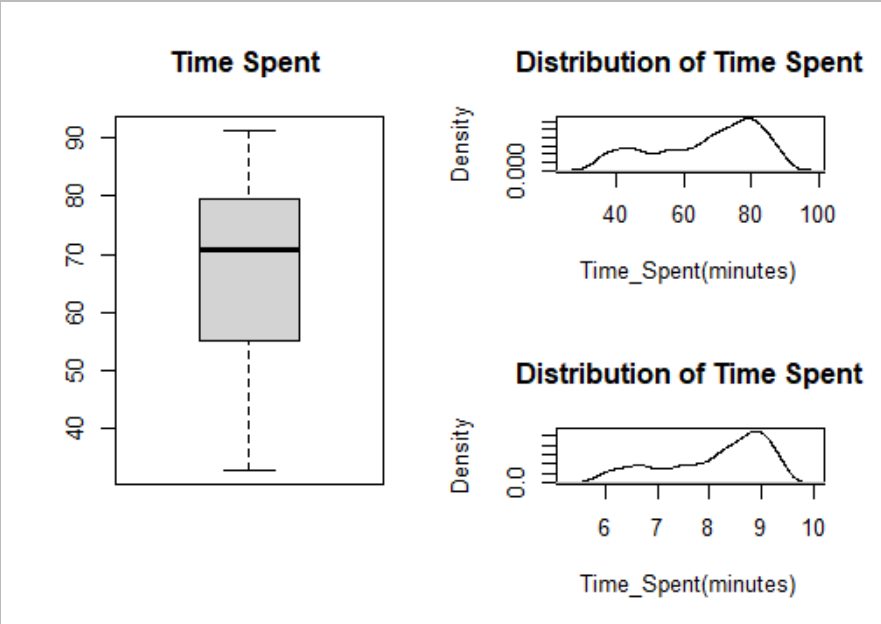 Time Spent
90
80
70
60
50
40
Distribution of Time Spent
Density
0.000
40 60 80 100
Time_Spent(minutes)
Distribution of Time Spent
Density
0.0
6 7 8 9 10
Time_Spent(minutes)